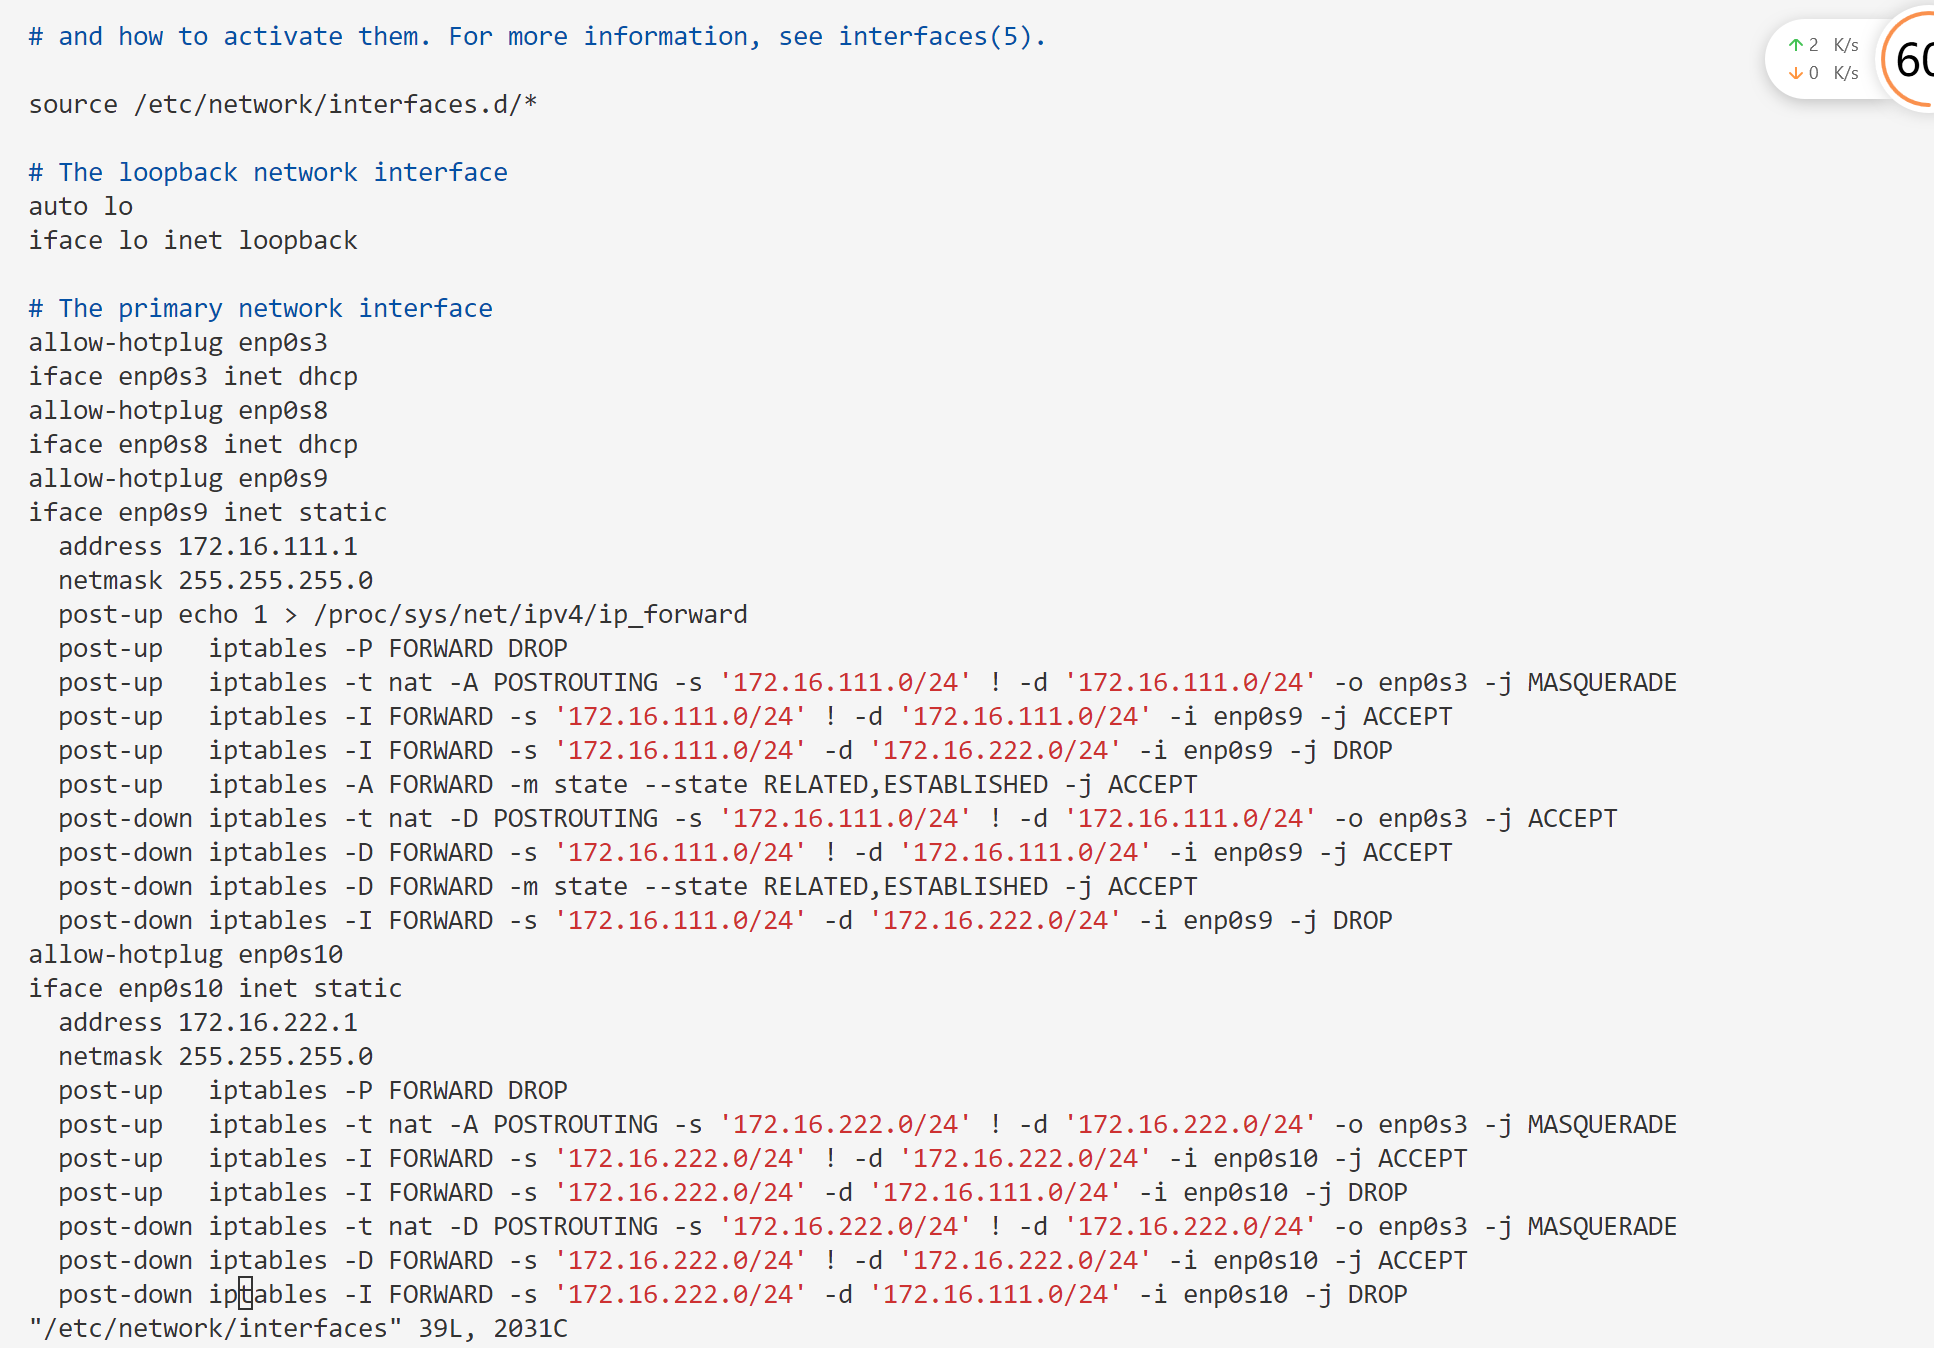 # and how to activate them. For more information, see interfaces(5).
↑ 2 K/s
↓ 0 K/s
source /etc/network/interfaces.d/*
# The loopback network interface
auto lo
iface lo inet loopback
# The primary network interface
allow-hotplug enp0s3
iface enp0s3 inet dhcp
allow-hotplug enp0s8
iface enp0s8 inet dhcp
allow-hotplug enp0s9
iface enp0s9 inet static
  address 172.16.111.1
  netmask 255.255.255.0
  post-up echo 1 > /proc/sys/net/ipv4/ip_forward
  post-up   iptables -P FORWARD DROP
  post-up   iptables -t nat -A POSTROUTING -s '172.16.111.0/24' ! -d '172.16.111.0/24' -o enp0s3 -j MASQUERADE
  post-up   iptables -I FORWARD -s '172.16.111.0/24' ! -d '172.16.111.0/24' -i enp0s9 -j ACCEPT
  post-up   iptables -I FORWARD -s '172.16.111.0/24' -d '172.16.222.0/24' -i enp0s9 -j DROP
  post-up   iptables -A FORWARD -m state --state RELATED,ESTABLISHED -j ACCEPT
  post-down iptables -t nat -D POSTROUTING -s '172.16.111.0/24' ! -d '172.16.111.0/24' -o enp0s3 -j ACCEPT
  post-down iptables -D FORWARD -s '172.16.111.0/24' ! -d '172.16.111.0/24' -i enp0s9 -j ACCEPT
  post-down iptables -D FORWARD -m state --state RELATED,ESTABLISHED -j ACCEPT
  post-down iptables -I FORWARD -s '172.16.111.0/24' -d '172.16.222.0/24' -i enp0s9 -j DROP
allow-hotplug enp0s10
iface enp0s10 inet static
  address 172.16.222.1
  netmask 255.255.255.0
  post-up   iptables -P FORWARD DROP
  post-up   iptables -t nat -A POSTROUTING -s '172.16.222.0/24' ! -d '172.16.222.0/24' -o enp0s3 -j MASQUERADE
  post-up   iptables -I FORWARD -s '172.16.222.0/24' ! -d '172.16.222.0/24' -i enp0s10 -j ACCEPT
  post-up   iptables -I FORWARD -s '172.16.222.0/24' -d '172.16.111.0/24' -i enp0s10 -j DROP
  post-down iptables -t nat -D POSTROUTING -s '172.16.222.0/24' ! -d '172.16.222.0/24' -o enp0s3 -j MASQUERADE
  post-down iptables -D FORWARD -s '172.16.222.0/24' ! -d '172.16.222.0/24' -i enp0s10 -j ACCEPT
  post-down iptables -I FORWARD -s '172.16.222.0/24' -d '172.16.111.0/24' -i enp0s10 -j DROP
"/etc/network/interfaces" 39L, 2031C